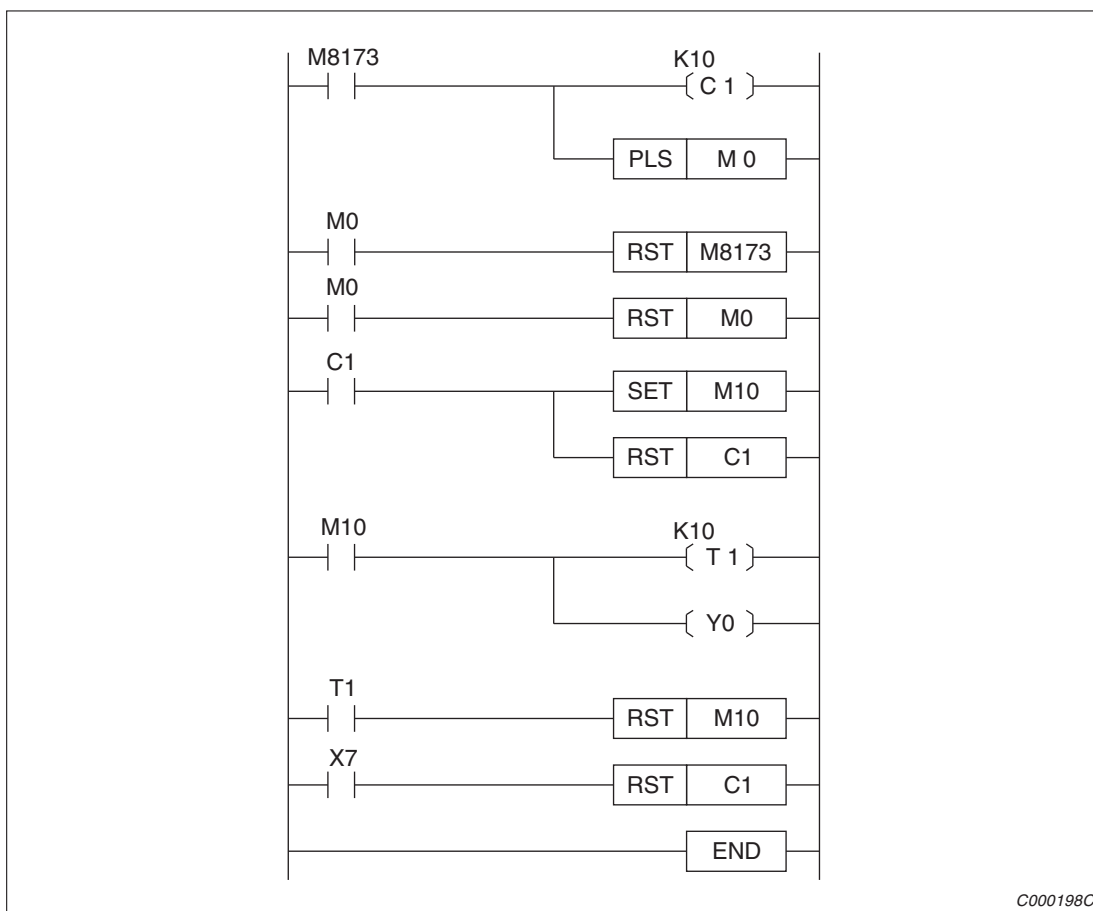 M8173 K10
C 1
PLS M 0
M0
RST M8173
M0
RST M0
C1
SET M10
RST C1
M10 K10
T 1
Y0
T1
RST M10
X7
RST C1
END
C000198C